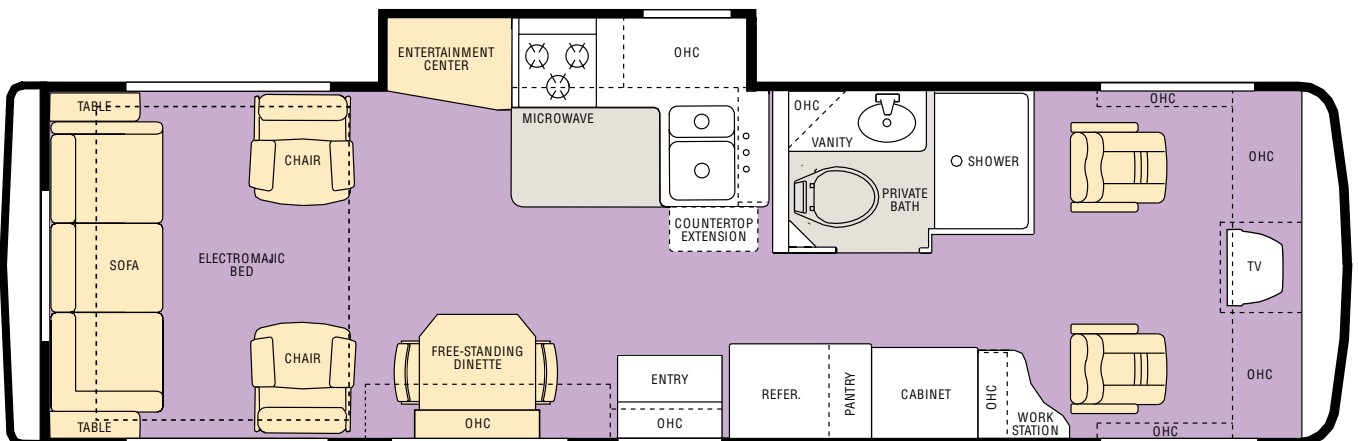 ENTERTAINMENT
CENTER
OHC
MICROWAVE
TABLE
CHAIR
SOFA
ELECTROMAJIC
BED
CHAIR
TABLE
COUNTERTOP
EXTENSION
OHC
VANITY
PRIVATE
BATH
SHOWER
OHC
OHC
TV
OHC
OHC
FREE-STANDING
DINETTE
OHC
ENTRY
OHC
REFER.
PANTRY
CABINET
OHC
WORK
STATION